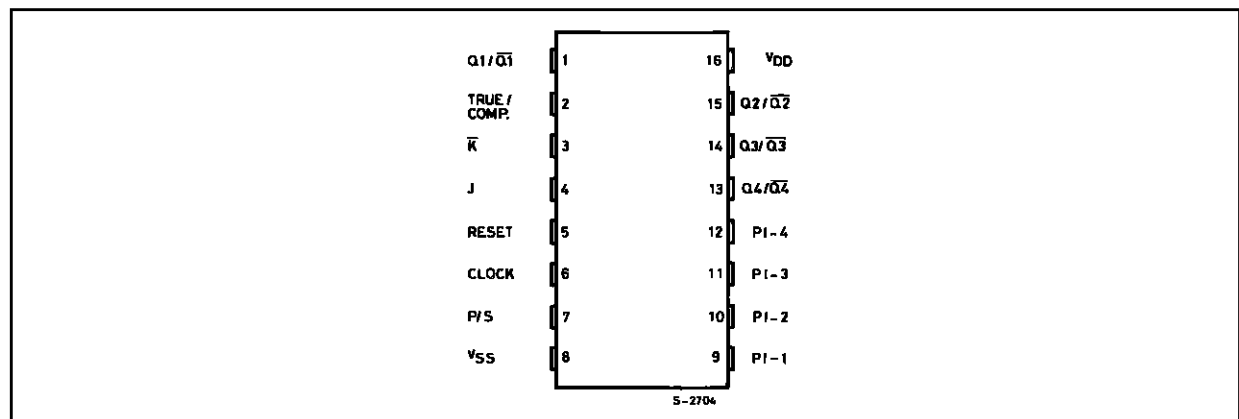 Q1/Q̅1̅ 1 16 VDD
TRUE/ 2 15 Q2/Q̅2̅
COMP.
K̅ 3 14 Q3/Q̅3̅
J 4 13 Q4/Q̅4̅
RESET 5 12 PI-4
CLOCK 6 11 PI-3
P/S 7 10 PI-2
VSS 8 9 PI-1
S-2704